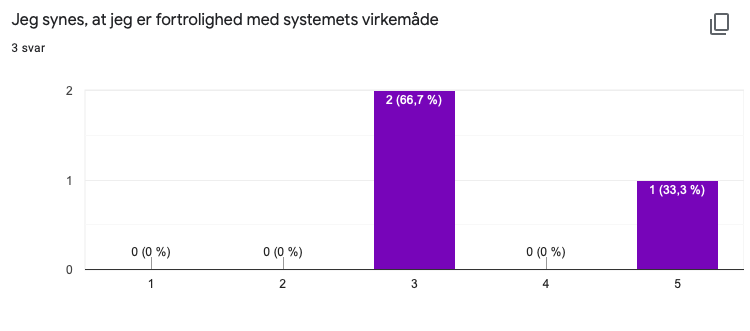 Jeg synes, at jeg er fortrolighed med systemets virkemåde
3 svar
2
2 (66,7 %)
1
1 (33,3 %)
0 (0 %)
0 (0 %)
0 (0 %)
0
1
2
3
4
5